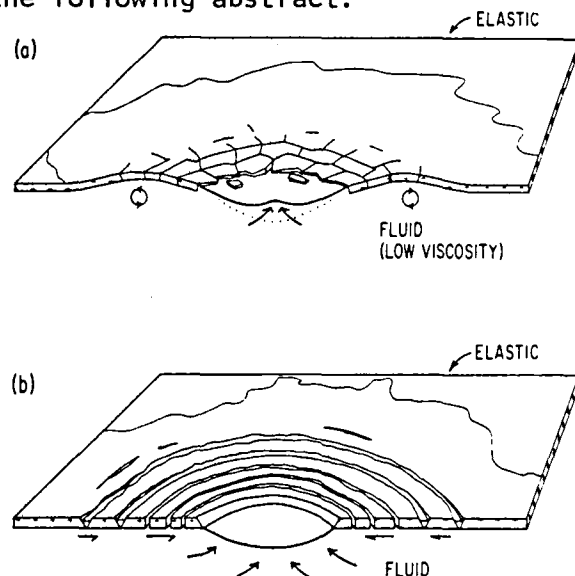 the following abstract.
ELASTIC
(a)
FLUID
(LOW VISCOSITY)
ELASTIC
(b)
FLUID